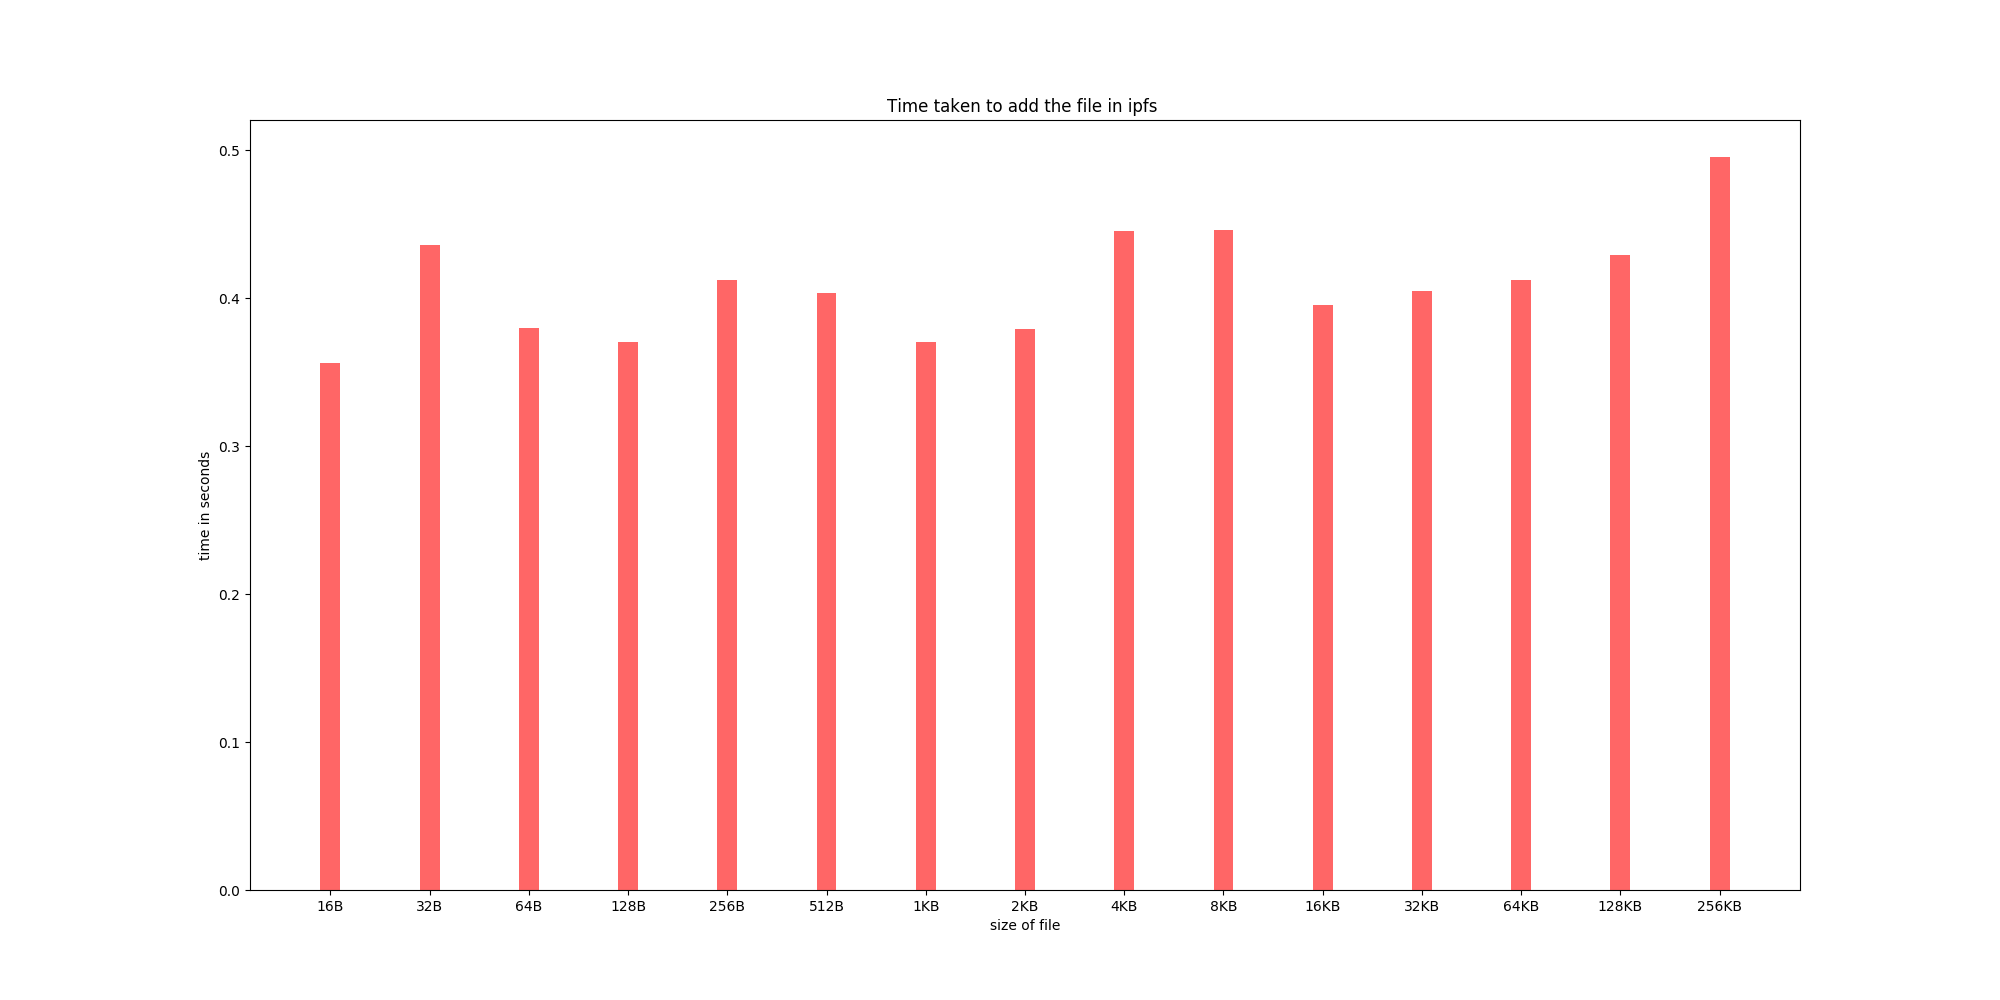 Time taken to add the file in ipfs
0.5
0.4
0.3
0.2
0.1
0.0
time in seconds
16B 32B 64B 128B 256B 512B 1KB 2KB 4KB 8KB 16KB 32KB 64KB 128KB 256KB
size of file